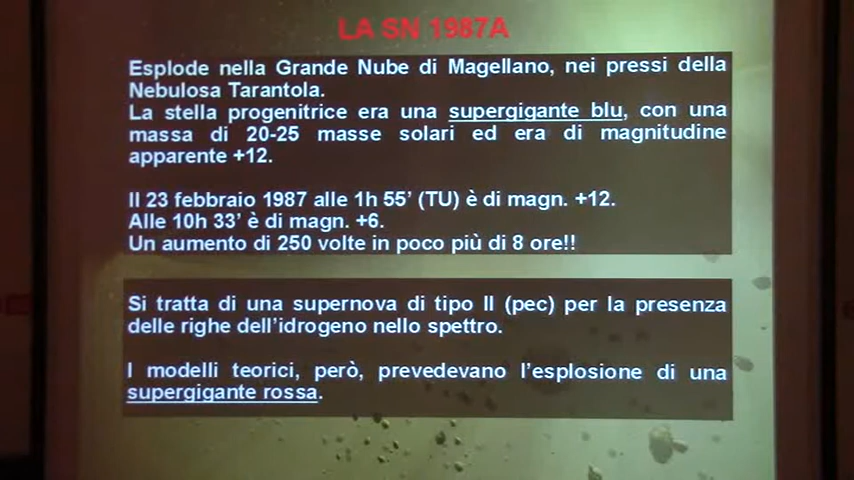 LA SN 1987A
Esplode nella Grande Nube di Magellano, nei pressi della
Nebulosa Tarantola.
La stella progenitrice era una supergigante blu, con una
massa di 20-25 masse solari ed era di magnitudine
apparente +12.
Il 23 febbraio 1987 alle 1h 55' (TU) è di magn. +12.
Alle 10h 33' è di magn. +6.
Un aumento di 250 volte in poco più di 8 ore!!
Si tratta di una supernova di tipo II (pec) per la presenza
delle righe dell'idrogeno nello spettro.
I modelli teorici, però, prevedevano l'esplosione di una
supergigante rossa.